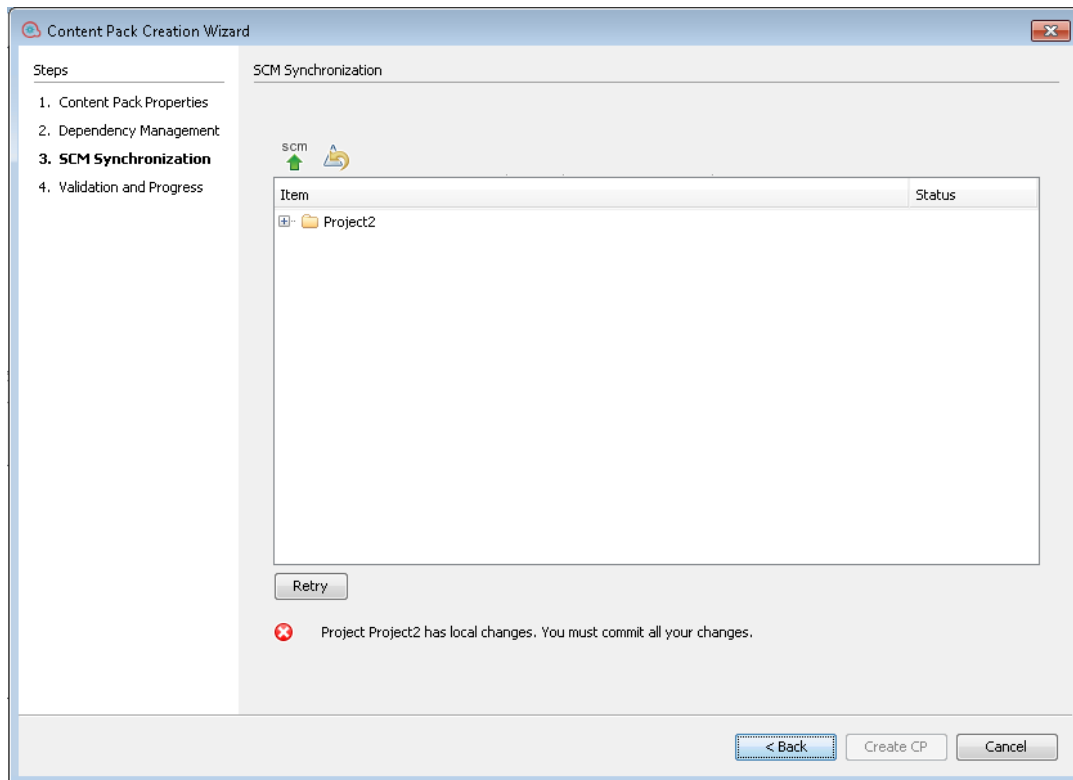 Content Pack Creation Wizard
Steps
1. Content Pack Properties
2. Dependency Management
3. SCM Synchronization
4. Validation and Progress
SCM Synchronization
scm
Item Status
Project2
Retry
Project Project2 has local changes. You must commit all your changes.
< Back Create CP Cancel